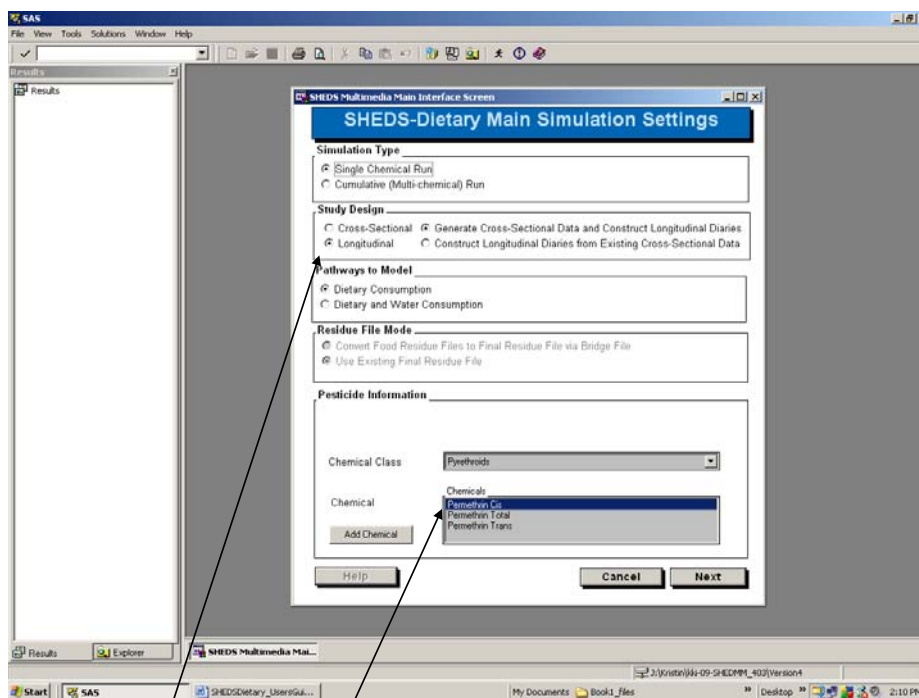 SAS
File View Tools Solutions Window Help
Results
Results
SHEDS Multimedia Main Interface Screen
SHEDS-Dietary Main Simulation Settings
Simulation Type
Single Chemical Run
Cumulative (Multi-chemical) Run
Study Design
Cross-Sectional Generate Cross-Sectional Data and Construct Longitudinal Diaries
Longitudinal Construct Longitudinal Diaries from Existing Cross-Sectional Data
Pathways to Model
Dietary Consumption
Dietary and Water Consumption
Residue File Mode
Convert Food Residue Files to Final Residue File via Bridge File
Use Existing Final Residue File
Pesticide Information
Chemical Class Pyrethroids
Chemicals
Chemical Permethrin Cis
Permethrin Total
Permethrin Trans
Add Chemical
Help Cancel Next
Results Explorer SHEDS Multimedia Mai...
Start SAS SHEDSDietary_UsersGui... My Documents Book1_files Desktop 2:10 PM